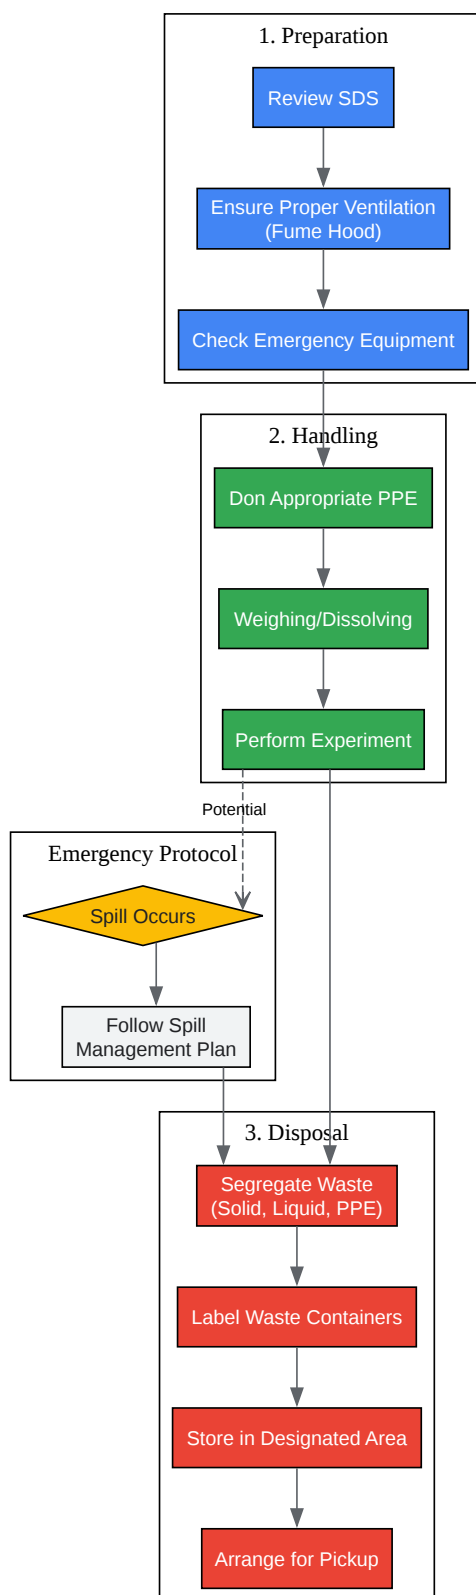 1. Preparation
Review SDS
Ensure Proper Ventilation
(Fume Hood)
Check Emergency Equipment
2. Handling
Don Appropriate PPE
Weighing/Dissolving
Perform Experiment
Potential
Emergency Protocol
Spill Occurs
Follow Spill
Management Plan
3. Disposal
Segregate Waste
(Solid, Liquid, PPE)
Label Waste Containers
Store in Designated Area
Arrange for Pickup